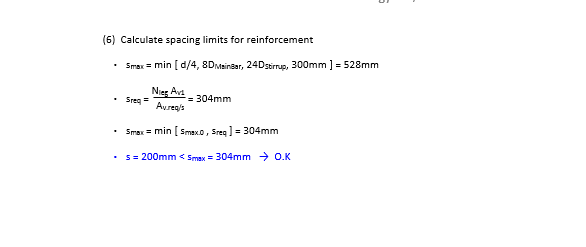 (6) Calculate spacing limits for reinforcement
· smax = min [ d/4, 8DMainBar, 24DStirrup, 300mm ] = 528mm
· sreq = Nleg Av1 / Av.req/s = 304mm
· smax = min [ smax.0 , sreq ] = 304mm
· s = 200mm < smax = 304mm → O.K